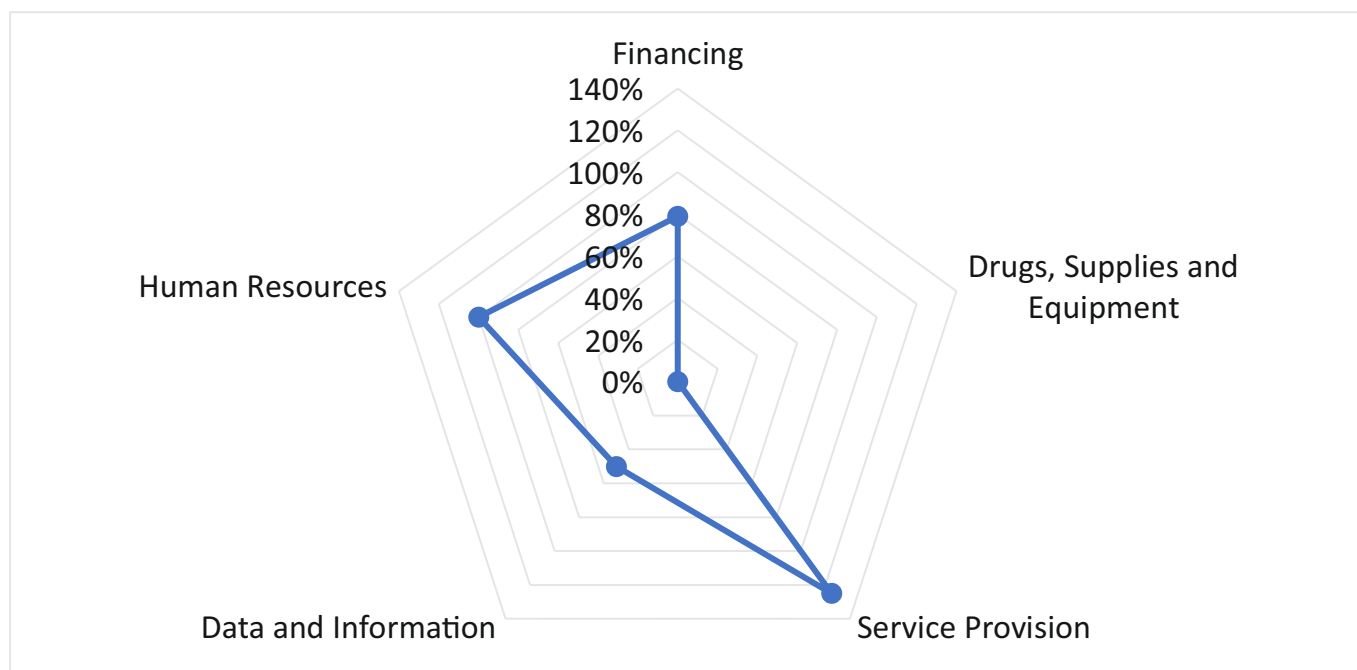 Financing
140%
120%
100%
80%
60%
40%
20%
0%
Drugs, Supplies and
Equipment
Human Resources
Data and Information
Service Provision